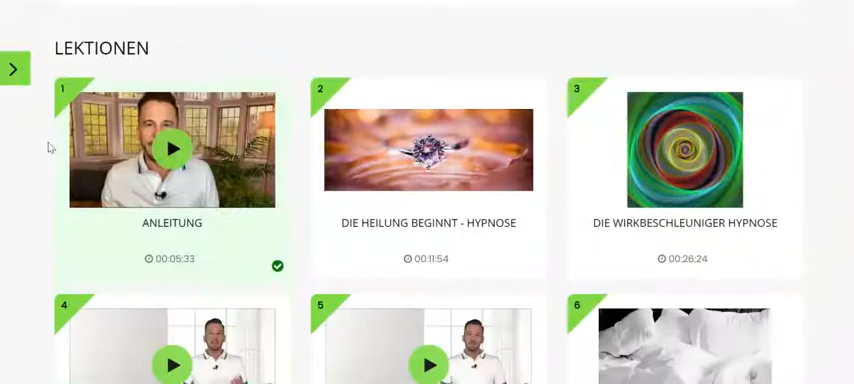 LEKTIONEN
1
2
3
ANLEITUNG
DIE HEILUNG BEGINNT - HYPNOSE
DIE WIRKBESCHLEUNIGER HYPNOSE
00:05:33
00:11:54
00:26:24
4
5
6